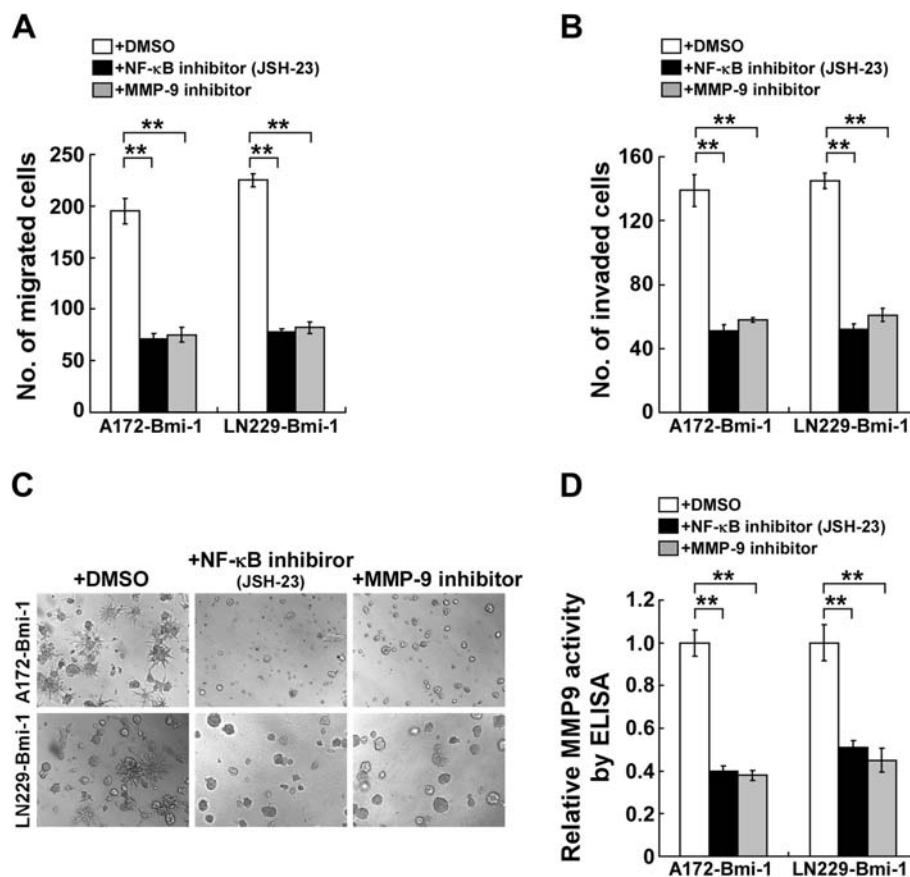 A
+DMSO
+NF-κB inhibitor (JSH-23)
+MMP-9 inhibitor
** **
** **
No. of migrated cells
250
200
150
100
50
0
A172-Bmi-1 LN229-Bmi-1
B
+DMSO
+NF-κB inhibitor (JSH-23)
+MMP-9 inhibitor
** **
** **
No. of invaded cells
160
120
80
40
0
A172-Bmi-1 LN229-Bmi-1
C
+DMSO
+NF-κB inhibiror
(JSH-23)
+MMP-9 inhibitor
A172-Bmi-1
LN229-Bmi-1
D
+DMSO
+NF-κB inhibitor (JSH-23)
+MMP-9 inhibitor
** **
** **
Relative MMP9 activity
by ELISA
1.2
1.0
0.8
0.6
0.4
0.2
0
A172-Bmi-1 LN229-Bmi-1